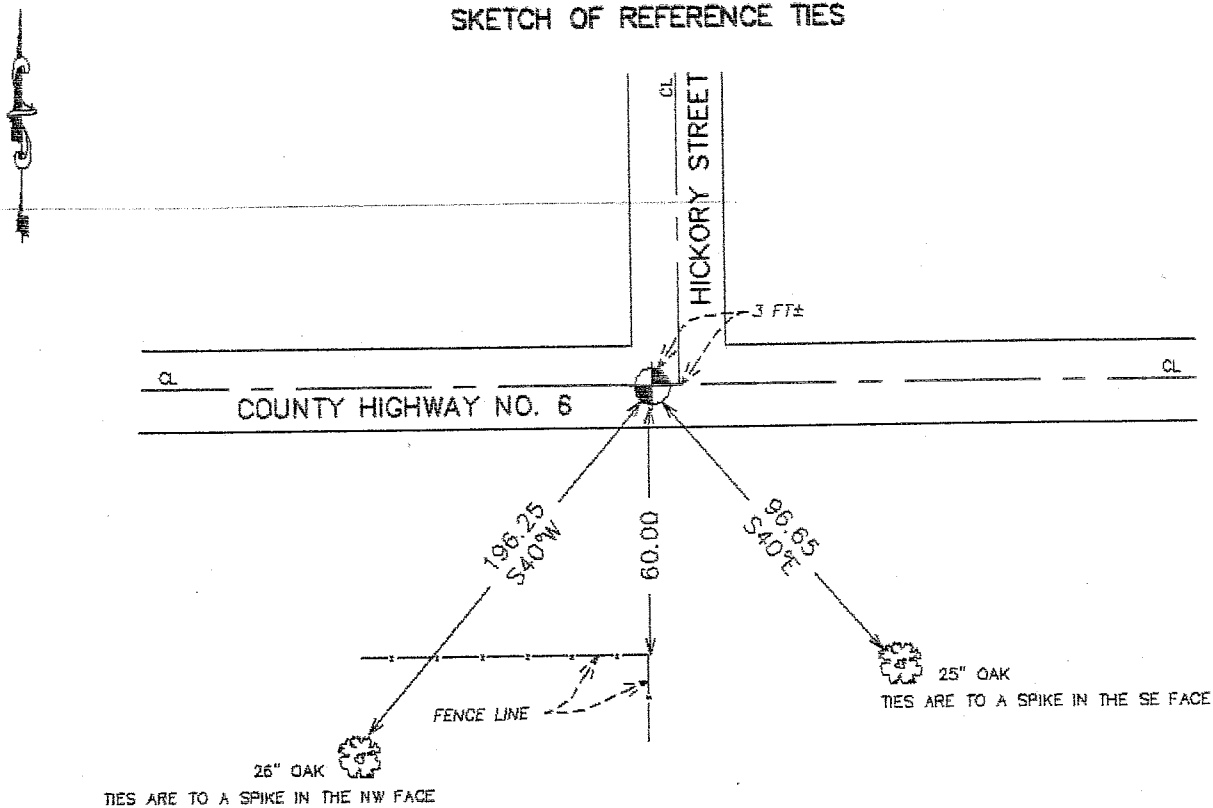 SKETCH OF REFERENCE TIES
CL
HICKORY STREET
3 FT±
CL
CL
COUNTY HIGHWAY NO. 6
196.25
S40°W
60.00
96.65
S40°E
FENCE LINE
25" OAK
TIES ARE TO A SPIKE IN THE SE FACE
26" OAK
TIES ARE TO A SPIKE IN THE NW FACE